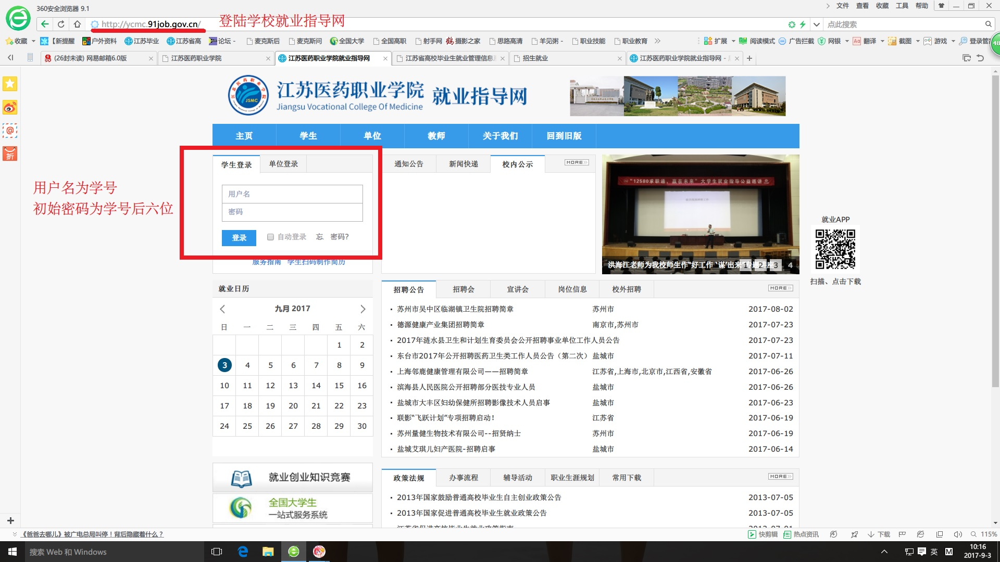 360安全浏览器 9.1
文件 查看 收藏 工具 帮助
http://ycmc.91job.gov.cn/
登陆学校就业指导网
点此搜索
收藏 【新提醒 户外资料 江苏毕业 江苏省高 论坛 - 麦克斯后 麦克斯问 全国大学 全国高职 射手网 摄影之家 思路高清 羊见粥 - 职业技能 职业教育
扩展 阅读模式 广告拦截 网银 翻译 截图 游戏 登录管
48
(26封未读) 网易邮箱6.0版
江苏医药职业学院
江苏医药职业学院就业指导网
江苏省高校毕业生就业管理信息
招生就业
江苏医药职业学院就业指导网 -
折
JSMC
江苏医药职业学院 就业指导网
Jiangsu Vocational College Of Medicine
主页 学生 单位 教师 关于我们 回到旧版
学生登录 单位登录
用户名
密码
登录 自动登录 忘 密码?
服务指南 学生扫码制作简历
用户名为学号
初始密码为学号后六位
通知公告 新闻快递 校内公示 MORE
“12580求职通,赢在未来”大学生就业指导公益巡讲
洪海江老师为我校师生作“好工作‘谋’出来”专题讲座
1 2 3 4
就业APP
扫描、点击下载
就业日历
九月 2017
日 一 二 三 四 五 六
1 2
3 4 5 6 7 8 9
10 11 12 13 14 15 16
17 18 19 20 21 22 23
24 25 26 27 28 29 30
招聘公告 招聘会 宣讲会 岗位信息 校外招聘 MORE
苏州市吴中区临湖镇卫生院招聘简章 苏州市 2017-08-02
德源健康产业集团招聘简章 南京市,苏州市 2017-07-23
2017年涟水县卫生和计划生育委员会公开招聘事业单位工作人员公告 2017-07-23
东台市2017年公开招聘医药卫生类工作人员公告（第二次） 盐城市 2017-07-11
上海邻鹿健康管理有限公司——招聘简章 江苏省,上海市,北京市,江西省,安徽省 2017-06-26
滨海县人民医院公开招聘部分医技专业人员 盐城市 2017-06-26
盐城市大丰区妇幼保健所招聘影像技术人员启事 盐城市 2017-06-23
联影“飞跃计划”专项招聘启动！ 江苏省 2017-06-19
苏州量健生物技术有限公司--招贤纳士 苏州市 2017-06-19
盐城艾琪儿妇产医院-招聘启事 盐城市 2017-06-14
就业创业知识竞赛
全国大学生
一站式服务系统
政策法规 办事流程 辅导活动 职业生涯规划 常用下载 MORE
2013年国家鼓励普通高校毕业生自主创业政策公告 2013-07-05
2013年国家促进普通高校毕业生就业政策公告 2013-07-05
《爸爸去哪儿》被广电总局叫停！背后隐藏着什么？
快剪辑 热点资讯 下载 115%
搜索 Web 和 Windows
英 M
10:16
2017-9-3